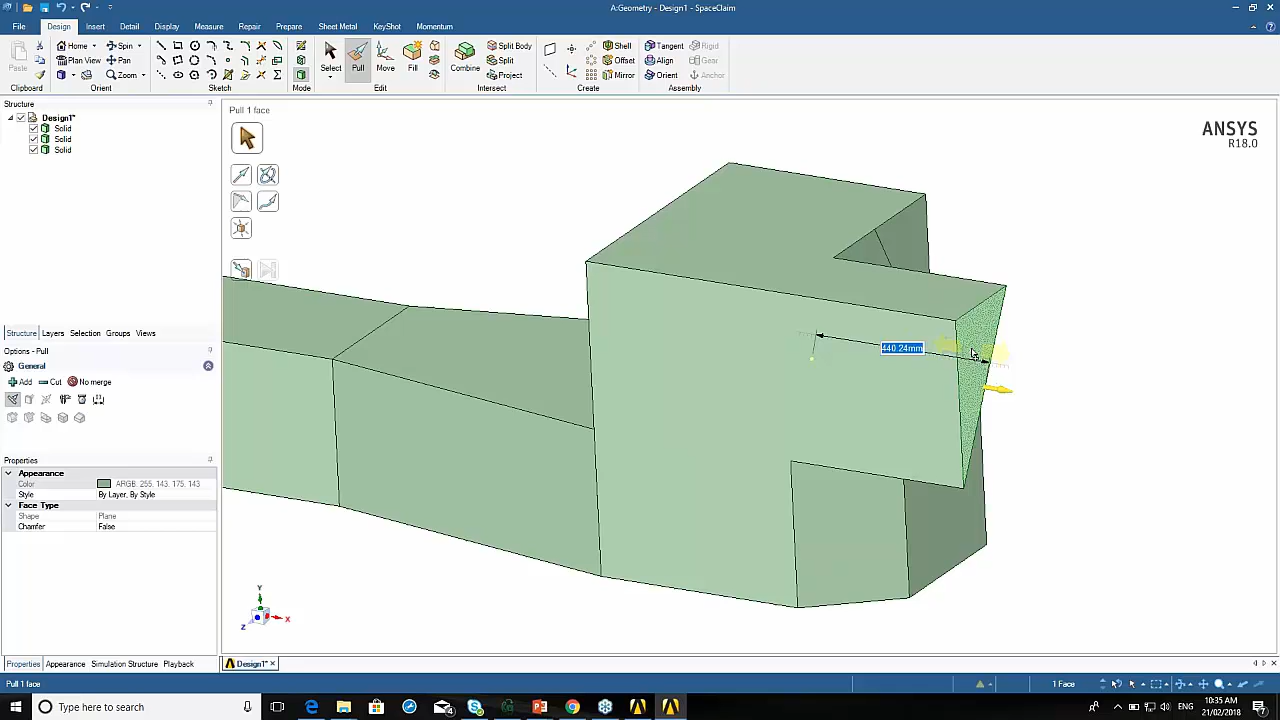 A:Geometry - Design1 - SpaceClaim
File Design Insert Detail Display Measure Repair Prepare Sheet Metal KeyShot Momentum
Paste
Home Spin
Plan View Pan
Zoom
Select Pull Move Fill
Combine
Split Body
Split
Project
Shell
Offset
Mirror
Tangent Rigid
Align Gear
Orient Anchor
Clipboard Orient Sketch Mode Edit Intersect Create Assembly
Structure
Design1*
Solid
Solid
Solid
Pull 1 face
ANSYS
R18.0
440.24mm
Structure Layers Selection Groups Views
Options - Pull
General
Add Cut No merge
Properties
Appearance
Color ARGB: 255, 143, 175, 143
Style By Layer, By Style
Face Type
Shape Plane
Chamfer False
Y
X
Z
Properties Appearance Simulation Structure Playback
Design1*
Pull 1 face
1 Face
Type here to search
ENG
10:35 AM
21/02/2018